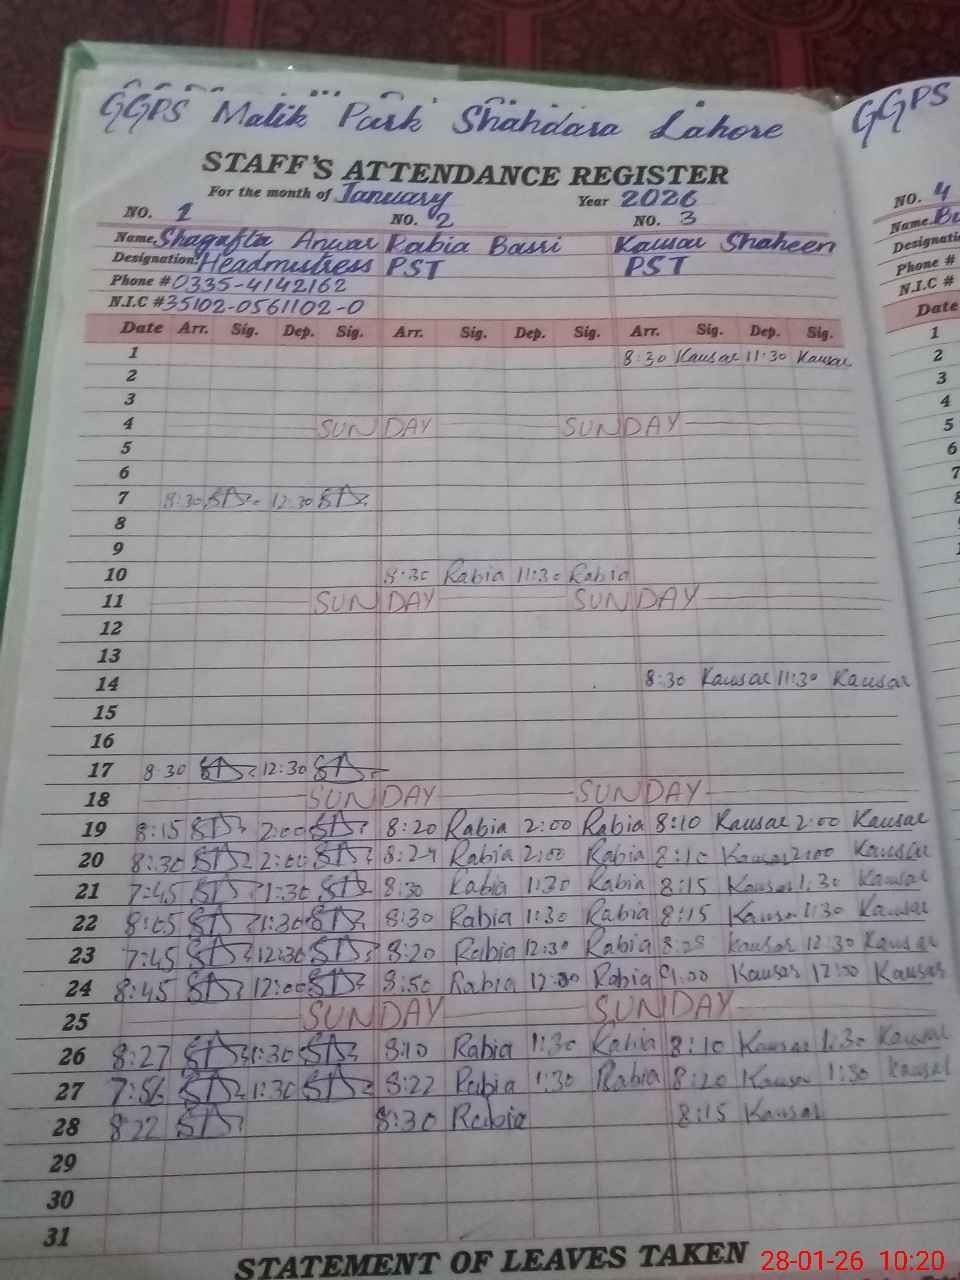 GGPS Malik Park Shahdara Lahore
GGPS
STAFF'S ATTENDANCE REGISTER
For the month of January Year 2026
NO. 1 NO. 2 NO. 3 NO. 4
Name Shagufta Anwar Rabia Basri Kausar Shaheen Name
Designation: Headmistress PST PST
Phone # 0335-4142162 Phone #
N.I.C # 35102-0561102-0 N.I.C #
Date Arr. Sig. Dep. Sig. Arr. Sig. Dep. Sig. Arr. Sig. Dep. Sig. Date
1 8:30 Kausar 11:30 Kausar 1
2 2
3 3
4 SUNDAY SUNDAY 4
5 5
6 6
7 8:30 12:30 7
8
9
10 8:30 Rabia 11:30 Rabia
11 SUNDAY SUNDAY
12
13
14 8:30 Kausar 11:30 Kausar
15
16
17 8:30 12:30
18 SUNDAY SUNDAY
19 8:15 2:00 8:20 Rabia 2:00 Rabia 8:10 Kausar 2:00 Kausar
20 8:30 2:00 Rabia 2:00 Rabia 8:10 Kausar 2:00 Kausar
21 7:45 1:30 8:30 Rabia 1:30 Rabia 8:15 Kausar 1:30 Kausar
22 8:05 1:30 8:30 Rabia 1:30 Rabia 8:15 Kausar 1:30 Kausar
23 7:45 12:30 8:20 Rabia 12:30 Rabia Kausar 12:30 Kausar
24 8:45 12:00 8:50 Rabia 12:00 Rabia 9:00 Kausar 12:00 Kausar
25 SUNDAY SUNDAY
26 8:27 1:30 8:10 Rabia 1:30 Rabia 8:10 Kausar 1:30 Kausar
27 7:56 1:30 8:22 Rabia 1:30 Rabia 8:20 Kausar 1:30 Kausar
28 8:22 8:30 Rabia 8:15 Kausar
29
30
31
STATEMENT OF LEAVES TAKEN
28-01-26 10:20